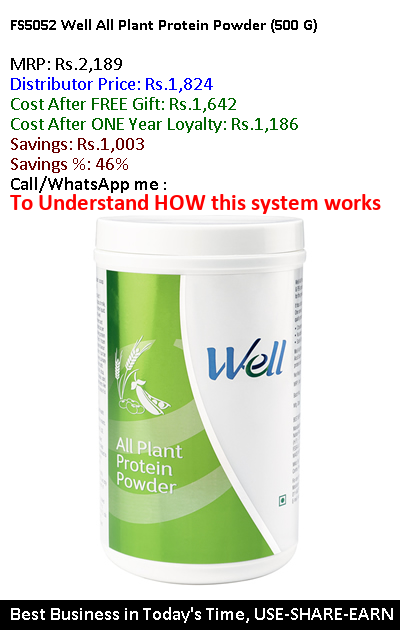 FS5052 Well All Plant Protein Powder (500 G)
MRP: Rs.2,189
Distributor Price: Rs.1,824
Cost After FREE Gift: Rs.1,642
Cost After ONE Year Loyalty: Rs.1,186
Savings: Rs.1,003
Savings %: 46%
Call/WhatsApp me :
To Understand HOW this system works
Well
All Plant
Protein
Powder
Best Business in Today's Time, USE-SHARE-EARN